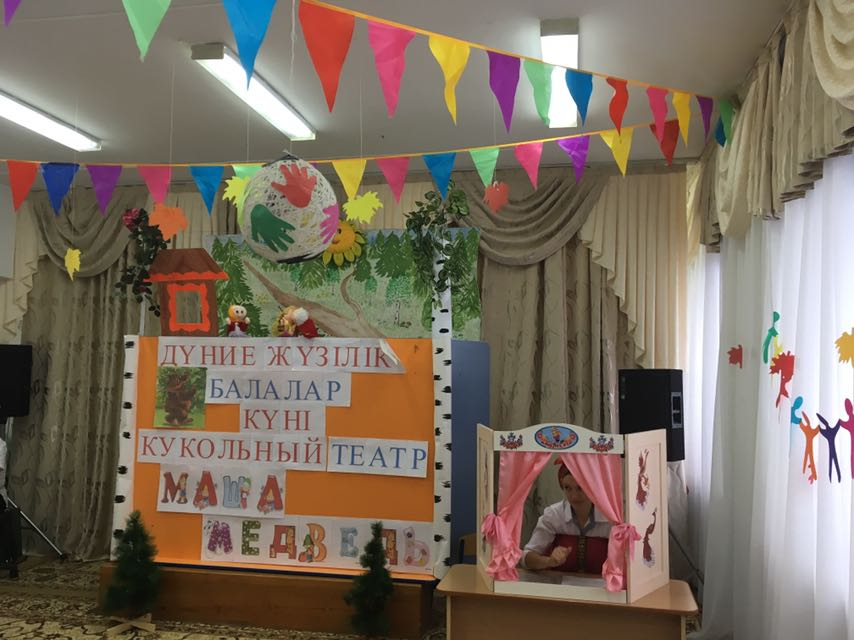 ДҮНИЕ ЖҮЗІЛІК
БАЛАЛАР
КҮНІ
КУКОЛЬНЫЙ ТЕАТР
МАША
МЕДВЕДЬ